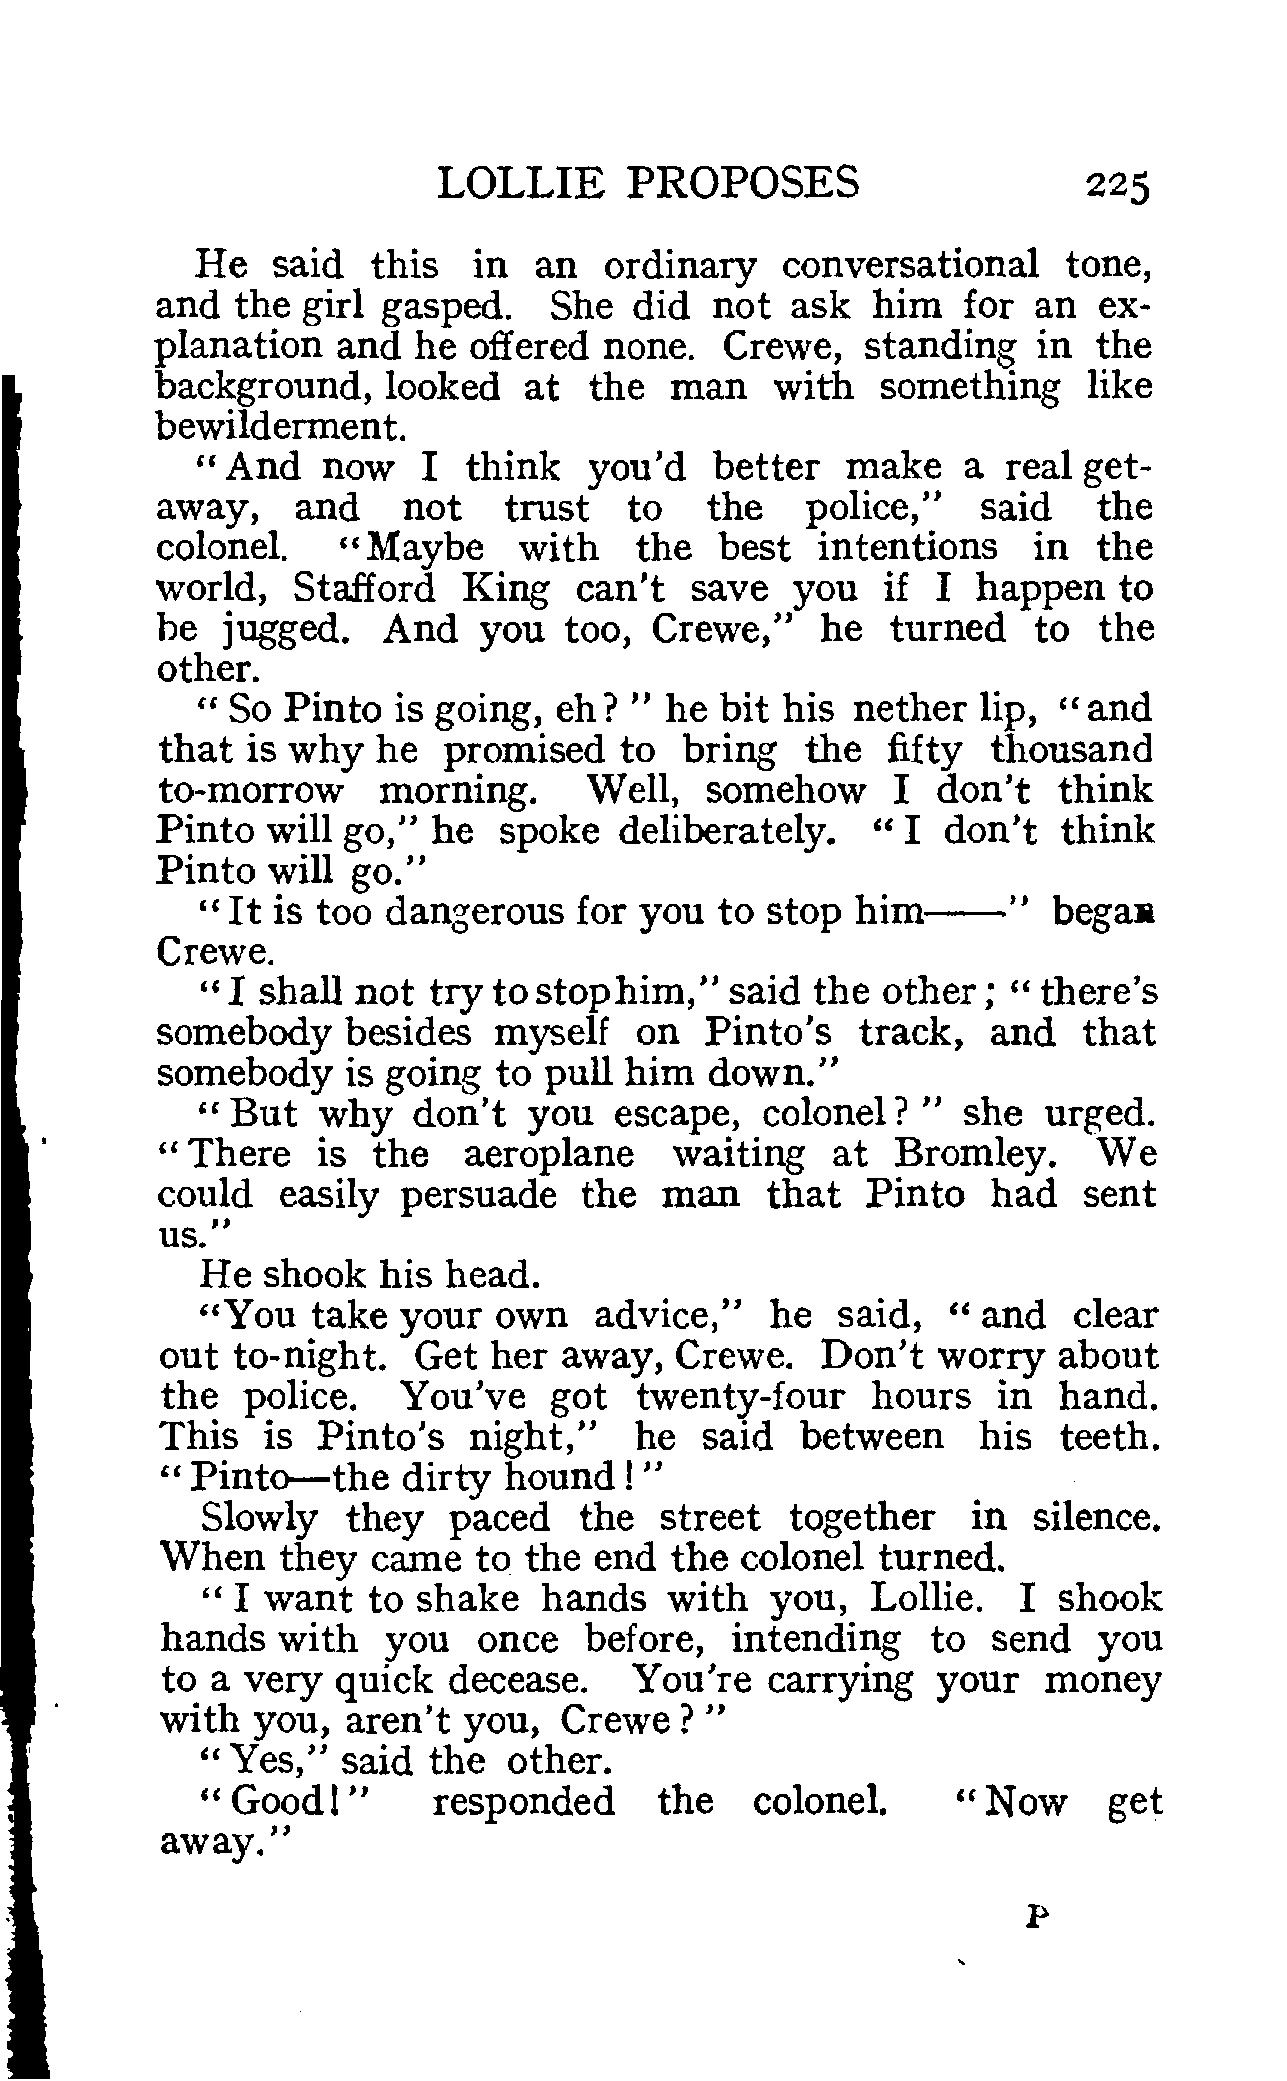 LOLLIE PROPOSES 225
He said this in an ordinary conversational tone,
and the girl gasped. She did not ask him for an ex-
planation and he offered none. Crewe, standing in the
background, looked at the man with something like
bewilderment.
"And now I think you'd better make a real get-
away, and not trust to the police," said the
colonel. "Maybe with the best intentions in the
world, Stafford King can't save you if I happen to
be jugged. And you too, Crewe," he turned to the
other.
"So Pinto is going, eh?" he bit his nether lip, "and
that is why he promised to bring the fifty thousand
to-morrow morning. Well, somehow I don't think
Pinto will go," he spoke deliberately. "I don't think
Pinto will go."
"It is too dangerous for you to stop him——" began
Crewe.
"I shall not try to stop him," said the other; "there's
somebody besides myself on Pinto's track, and that
somebody is going to pull him down."
"But why don't you escape, colonel?" she urged.
"There is the aeroplane waiting at Bromley. We
could easily persuade the man that Pinto had sent
us."
He shook his head.
"You take your own advice," he said, "and clear
out to-night. Get her away, Crewe. Don't worry about
the police. You've got twenty-four hours in hand.
This is Pinto's night," he said between his teeth.
"Pinto—the dirty hound!"
Slowly they paced the street together in silence.
When they came to the end the colonel turned.
"I want to shake hands with you, Lollie. I shook
hands with you once before, intending to send you
to a very quick decease. You're carrying your money
with you, aren't you, Crewe?"
"Yes," said the other.
"Good!" responded the colonel. "Now get
away."
P